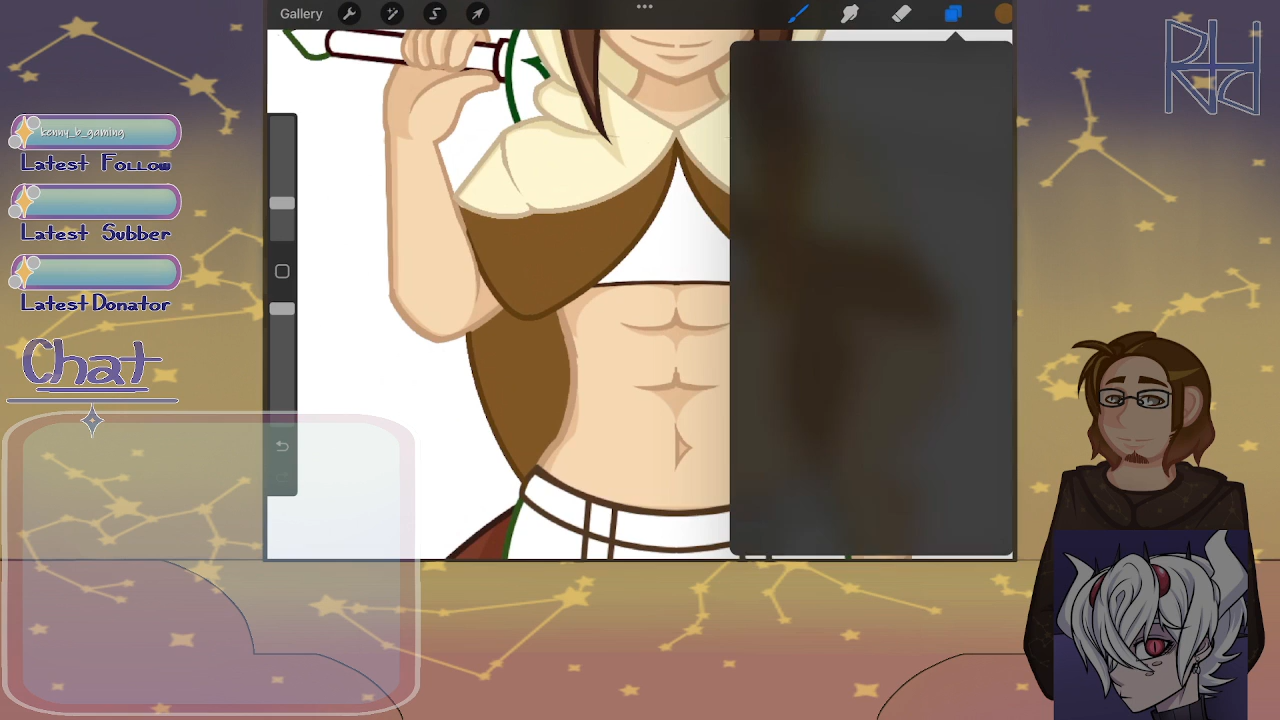 Gallery
kenny_b_gaming
Latest Follow
Latest Subber
Latest Donator
Chat